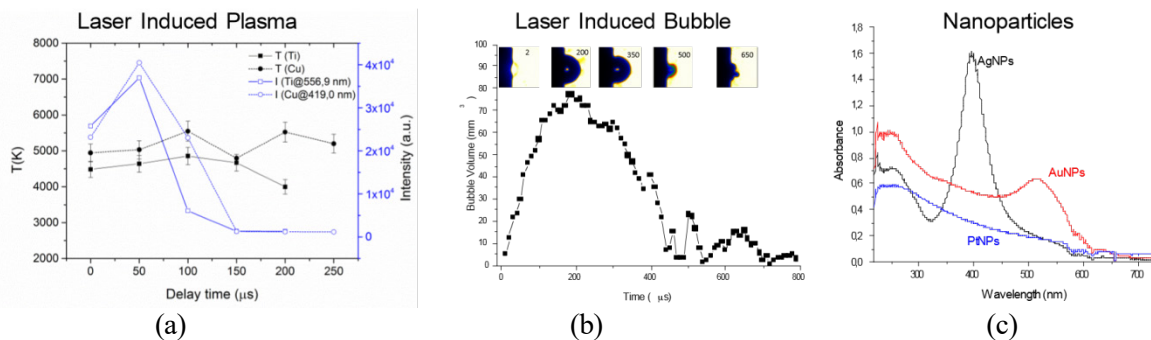 Laser Induced Plasma
8000
7000
6000
5000
4000
3000
2000
T(K)
T (Ti)
T (Cu)
I (Ti@556,9 nm)
I (Cu@419,0 nm)
4x10⁴
3x10⁴
2x10⁴
1x10⁴
0
Intensity (a.u.)
0 50 100 150 200 250
Delay time (μs)
(a)
Laser Induced Bubble
100
90
80
70
60
50
40
30
20
10
0
Bubble Volume (mm³)
2 200 350 500 650
0 200 400 600 800
Time ( μs)
(b)
Nanoparticles
1,8
1,6
1,4
1,2
1,0
0,8
0,6
0,4
0,2
0,0
Absorbance
AgNPs
AuNPs
PtNPs
300 400 500 600 700
Wavelength (nm)
(c)